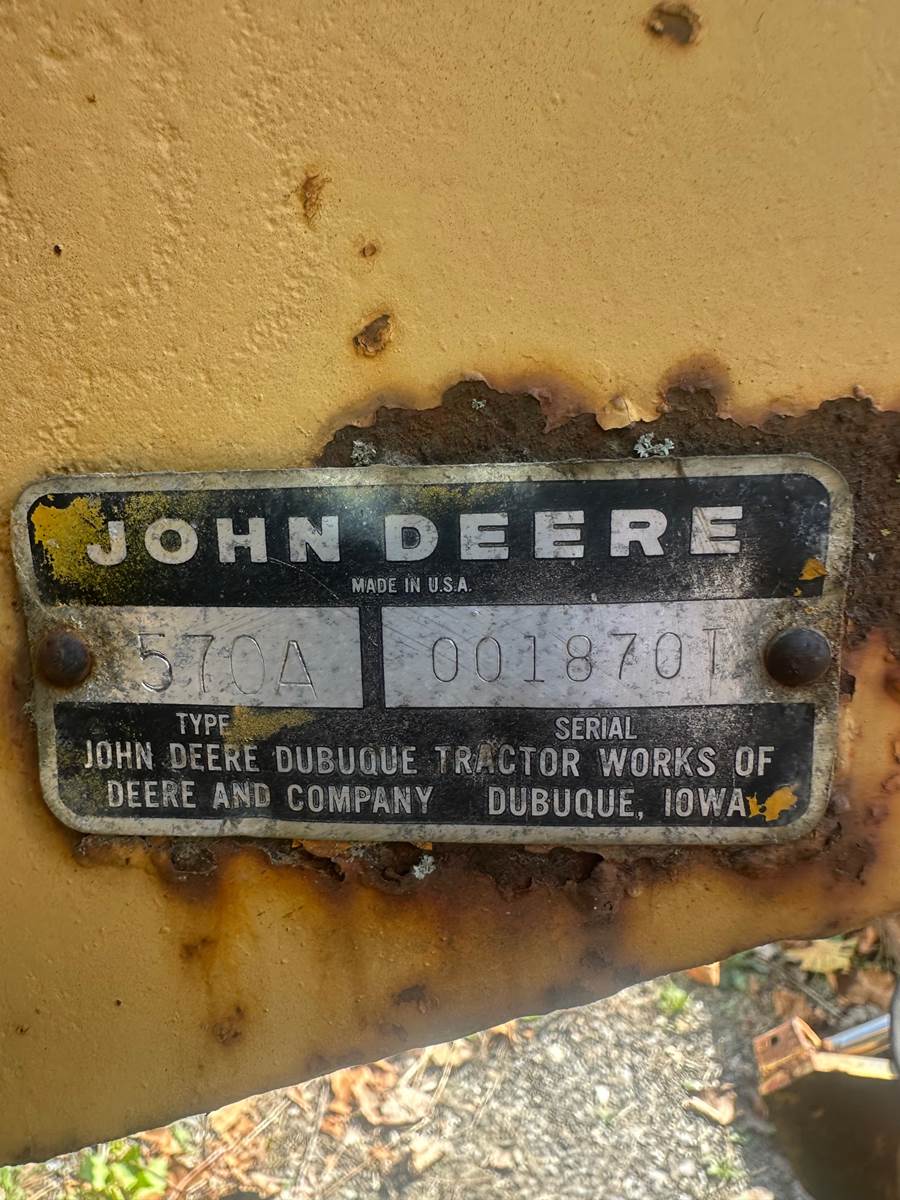 JOHN DEERE
MADE IN U.S.A.
570A 001870T
TYPE SERIAL
JOHN DEERE DUBUQUE TRACTOR WORKS OF
DEERE AND COMPANY DUBUQUE, IOWA